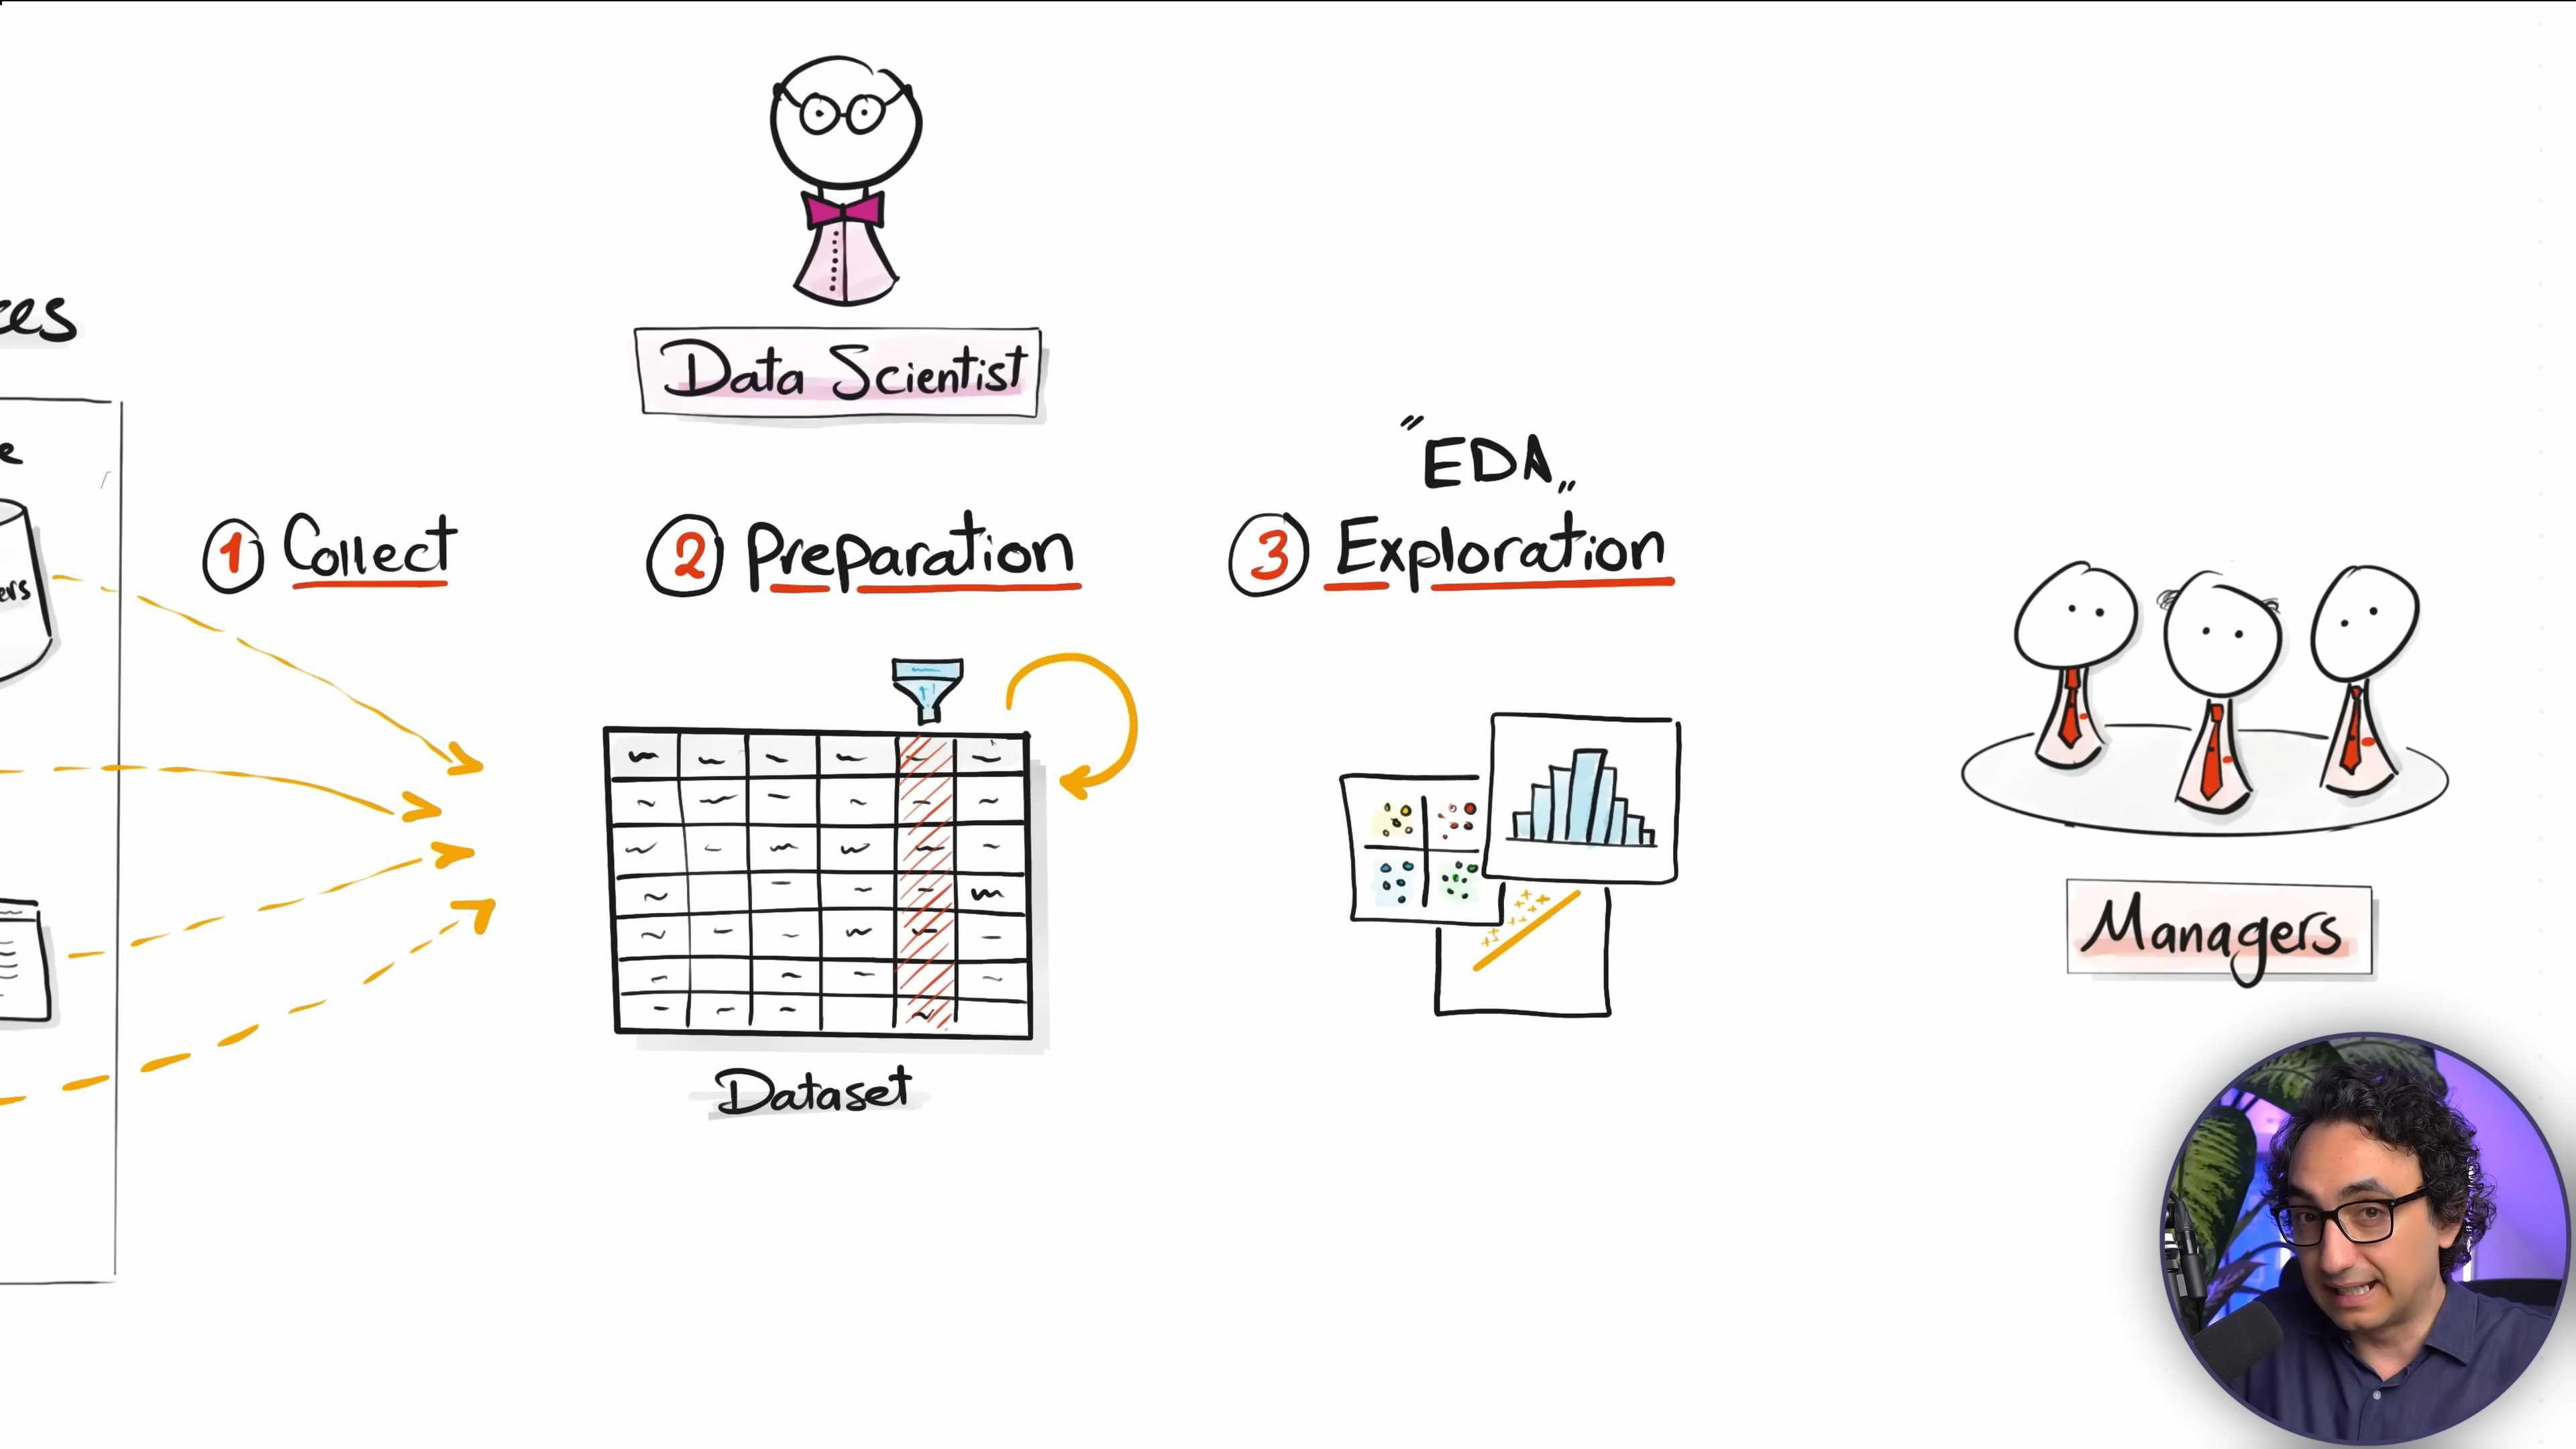 Data Scientist
"EDA"
① Collect
② Preparation
③ Exploration
Dataset
Managers